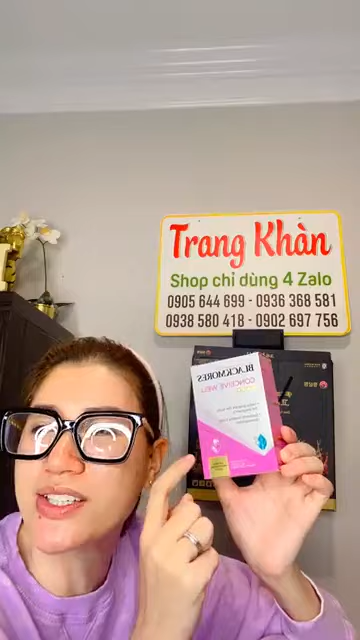 Trang Khàn
Shop chỉ dùng 4 Zalo
0905 644 699 - 0936 368 581
0938 580 418 - 0902 697 756
BLACKMORES
CONCEIVE WELL
GOLD